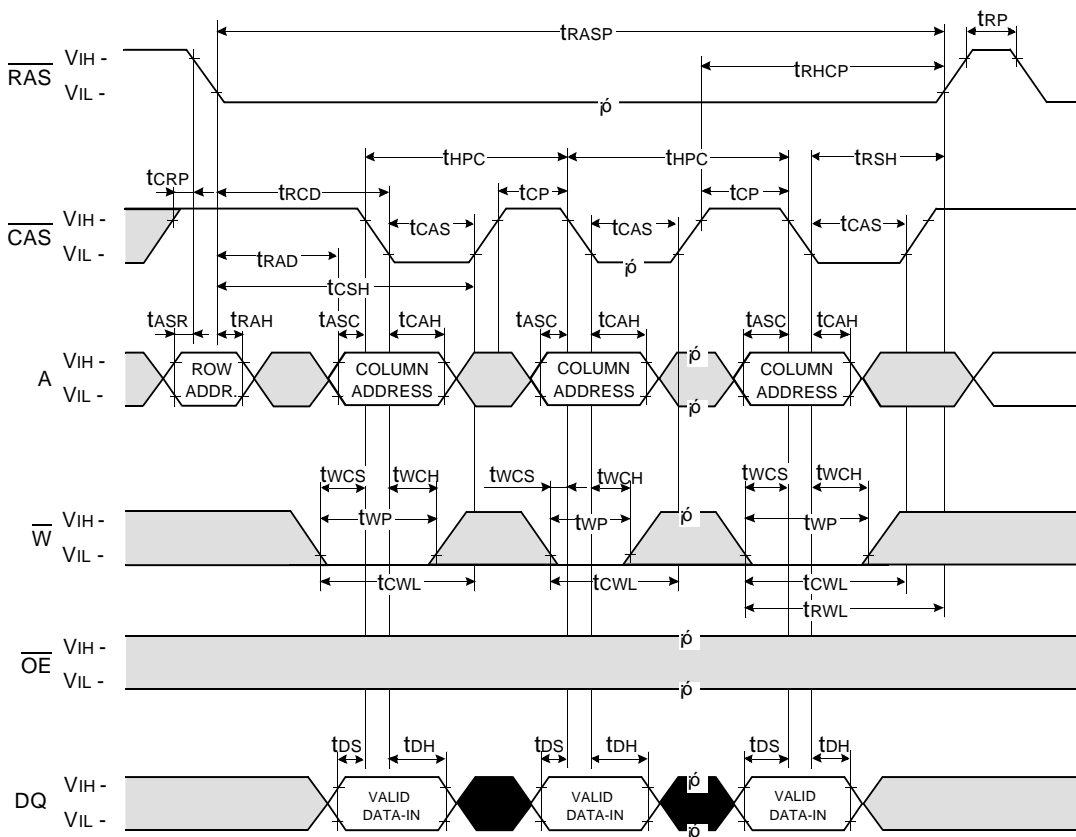 tRASP tRP
RAS VIH - tRHCP
VIL - ¡ó
tHPC tHPC tRSH
tCRP tRCD tCP tCP
CAS VIH - tCAS tCAS tCAS
VIL - tRAD ¡ó
tCSH
tASR tRAH tASC tCAH tASC tCAH tASC tCAH
A VIH - ROW COLUMN COLUMN ¡ó COLUMN
VIL - ADDR. ADDRESS ADDRESS ¡ó ADDRESS
tWCS tWCH tWCS tWCH tWCS tWCH
W VIH - tWP tWP ¡ó tWP
VIL -
tCWL tCWL tCWL
tRWL
OE VIH - ¡ó
VIL - ¡ó
tDS tDH tDS tDH tDS tDH
DQ VIH - VALID VALID ¡ó VALID
VIL - DATA-IN DATA-IN ¡ó DATA-IN